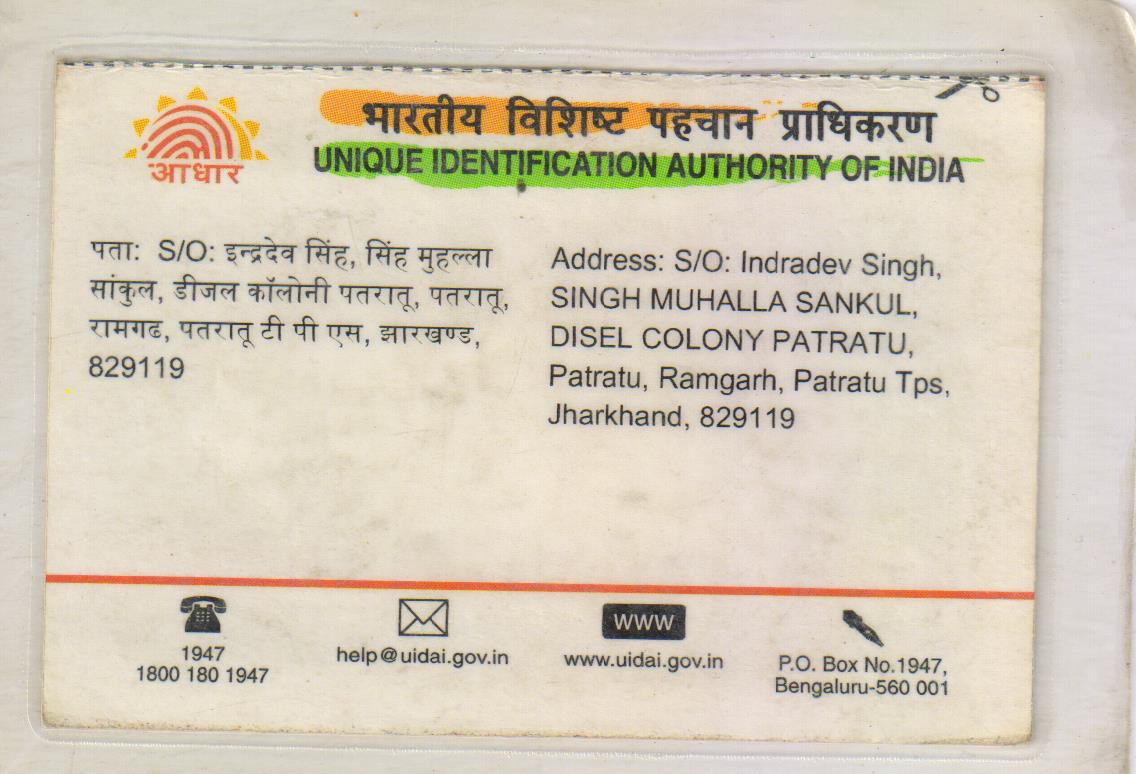 भारतीय विशिष्ट पहचान प्राधिकरण
UNIQUE IDENTIFICATION AUTHORITY OF INDIA
आधार
पता: S/O: इन्द्रदेव सिंह, सिंह मुहल्ला
सांकुल, डीजल कॉलोनी पतरातू, पतरातू,
रामगढ, पतरातू टी पी एस, झारखण्ड,
829119
Address: S/O: Indradev Singh,
SINGH MUHALLA SANKUL,
DISEL COLONY PATRATU,
Patratu, Ramgarh, Patratu Tps,
Jharkhand, 829119
1947
1800 180 1947
help@uidai.gov.in
WWW
www.uidai.gov.in
P.O. Box No.1947,
Bengaluru-560 001